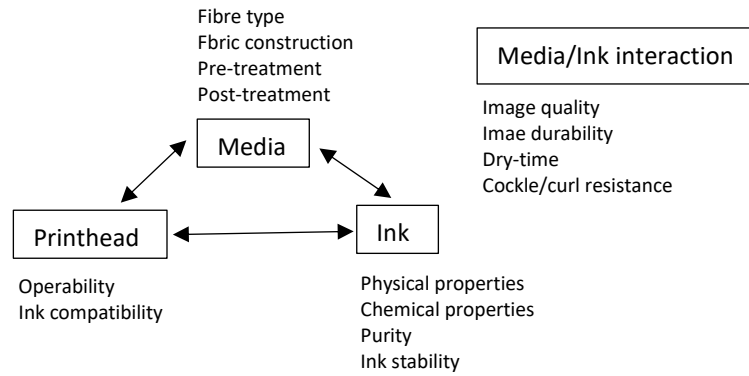 Fibre type
Fbric construction
Pre-treatment
Post-treatment
Media
Media/Ink interaction
Image quality
Imae durability
Dry-time
Cockle/curl resistance
Printhead
Operability
Ink compatibility
Ink
Physical properties
Chemical properties
Purity
Ink stability